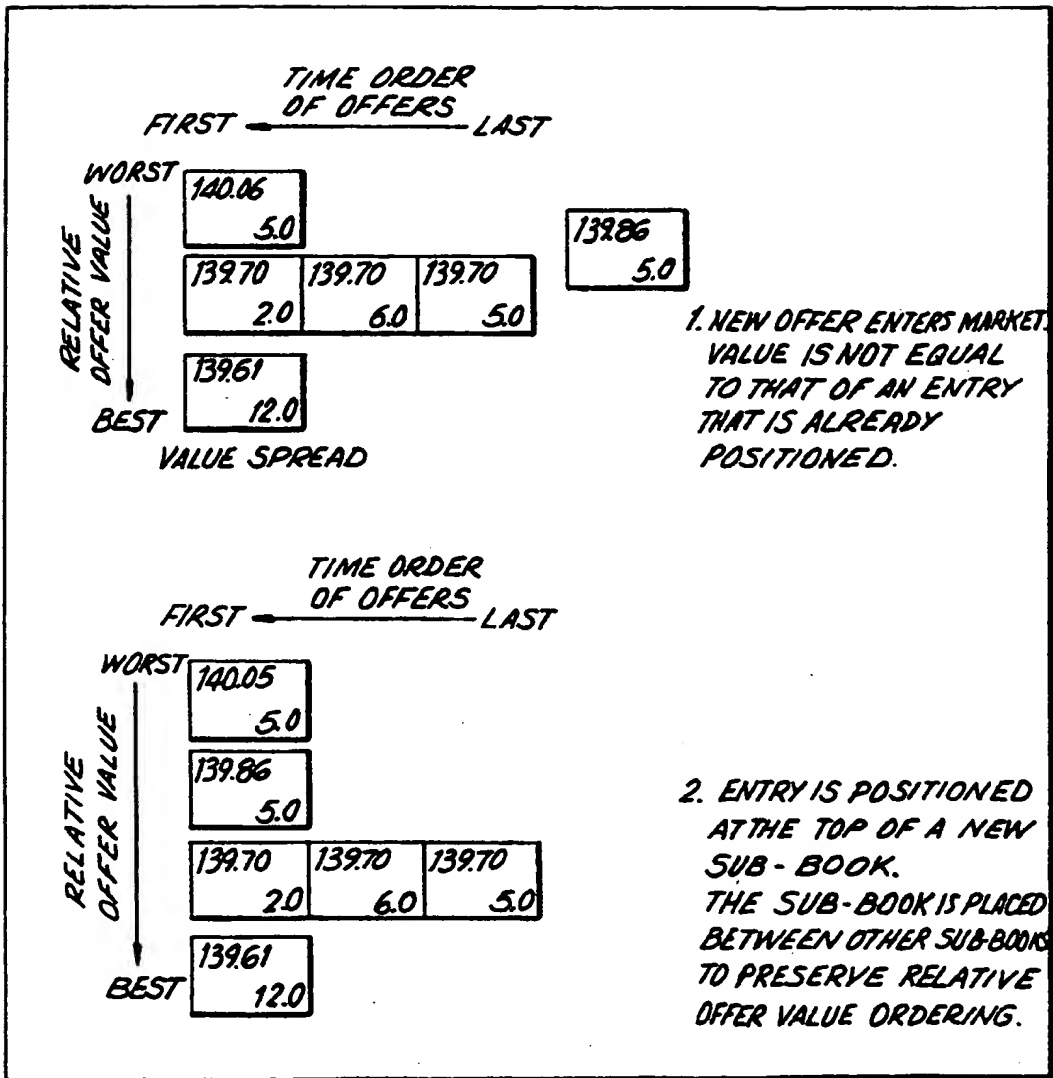 TIME ORDER
OF OFFERS
FIRST LAST
WORST
RELATIVE
OFFER VALUE
BEST
140.06
5.0
139.70 139.70 139.70
2.0 6.0 5.0
139.61
12.0
VALUE SPREAD
139.86
5.0
1. NEW OFFER ENTERS MARKET.
VALUE IS NOT EQUAL
TO THAT OF AN ENTRY
THAT IS ALREADY
POSITIONED.
TIME ORDER
OF OFFERS
FIRST LAST
WORST
RELATIVE
OFFER VALUE
BEST
140.05
5.0
139.86
5.0
139.70 139.70 139.70
2.0 6.0 5.0
139.61
12.0
2. ENTRY IS POSITIONED
AT THE TOP OF A NEW
SUB-BOOK.
THE SUB-BOOK IS PLACED
BETWEEN OTHER SUB-BOOKS
TO PRESERVE RELATIVE
OFFER VALUE ORDERING.